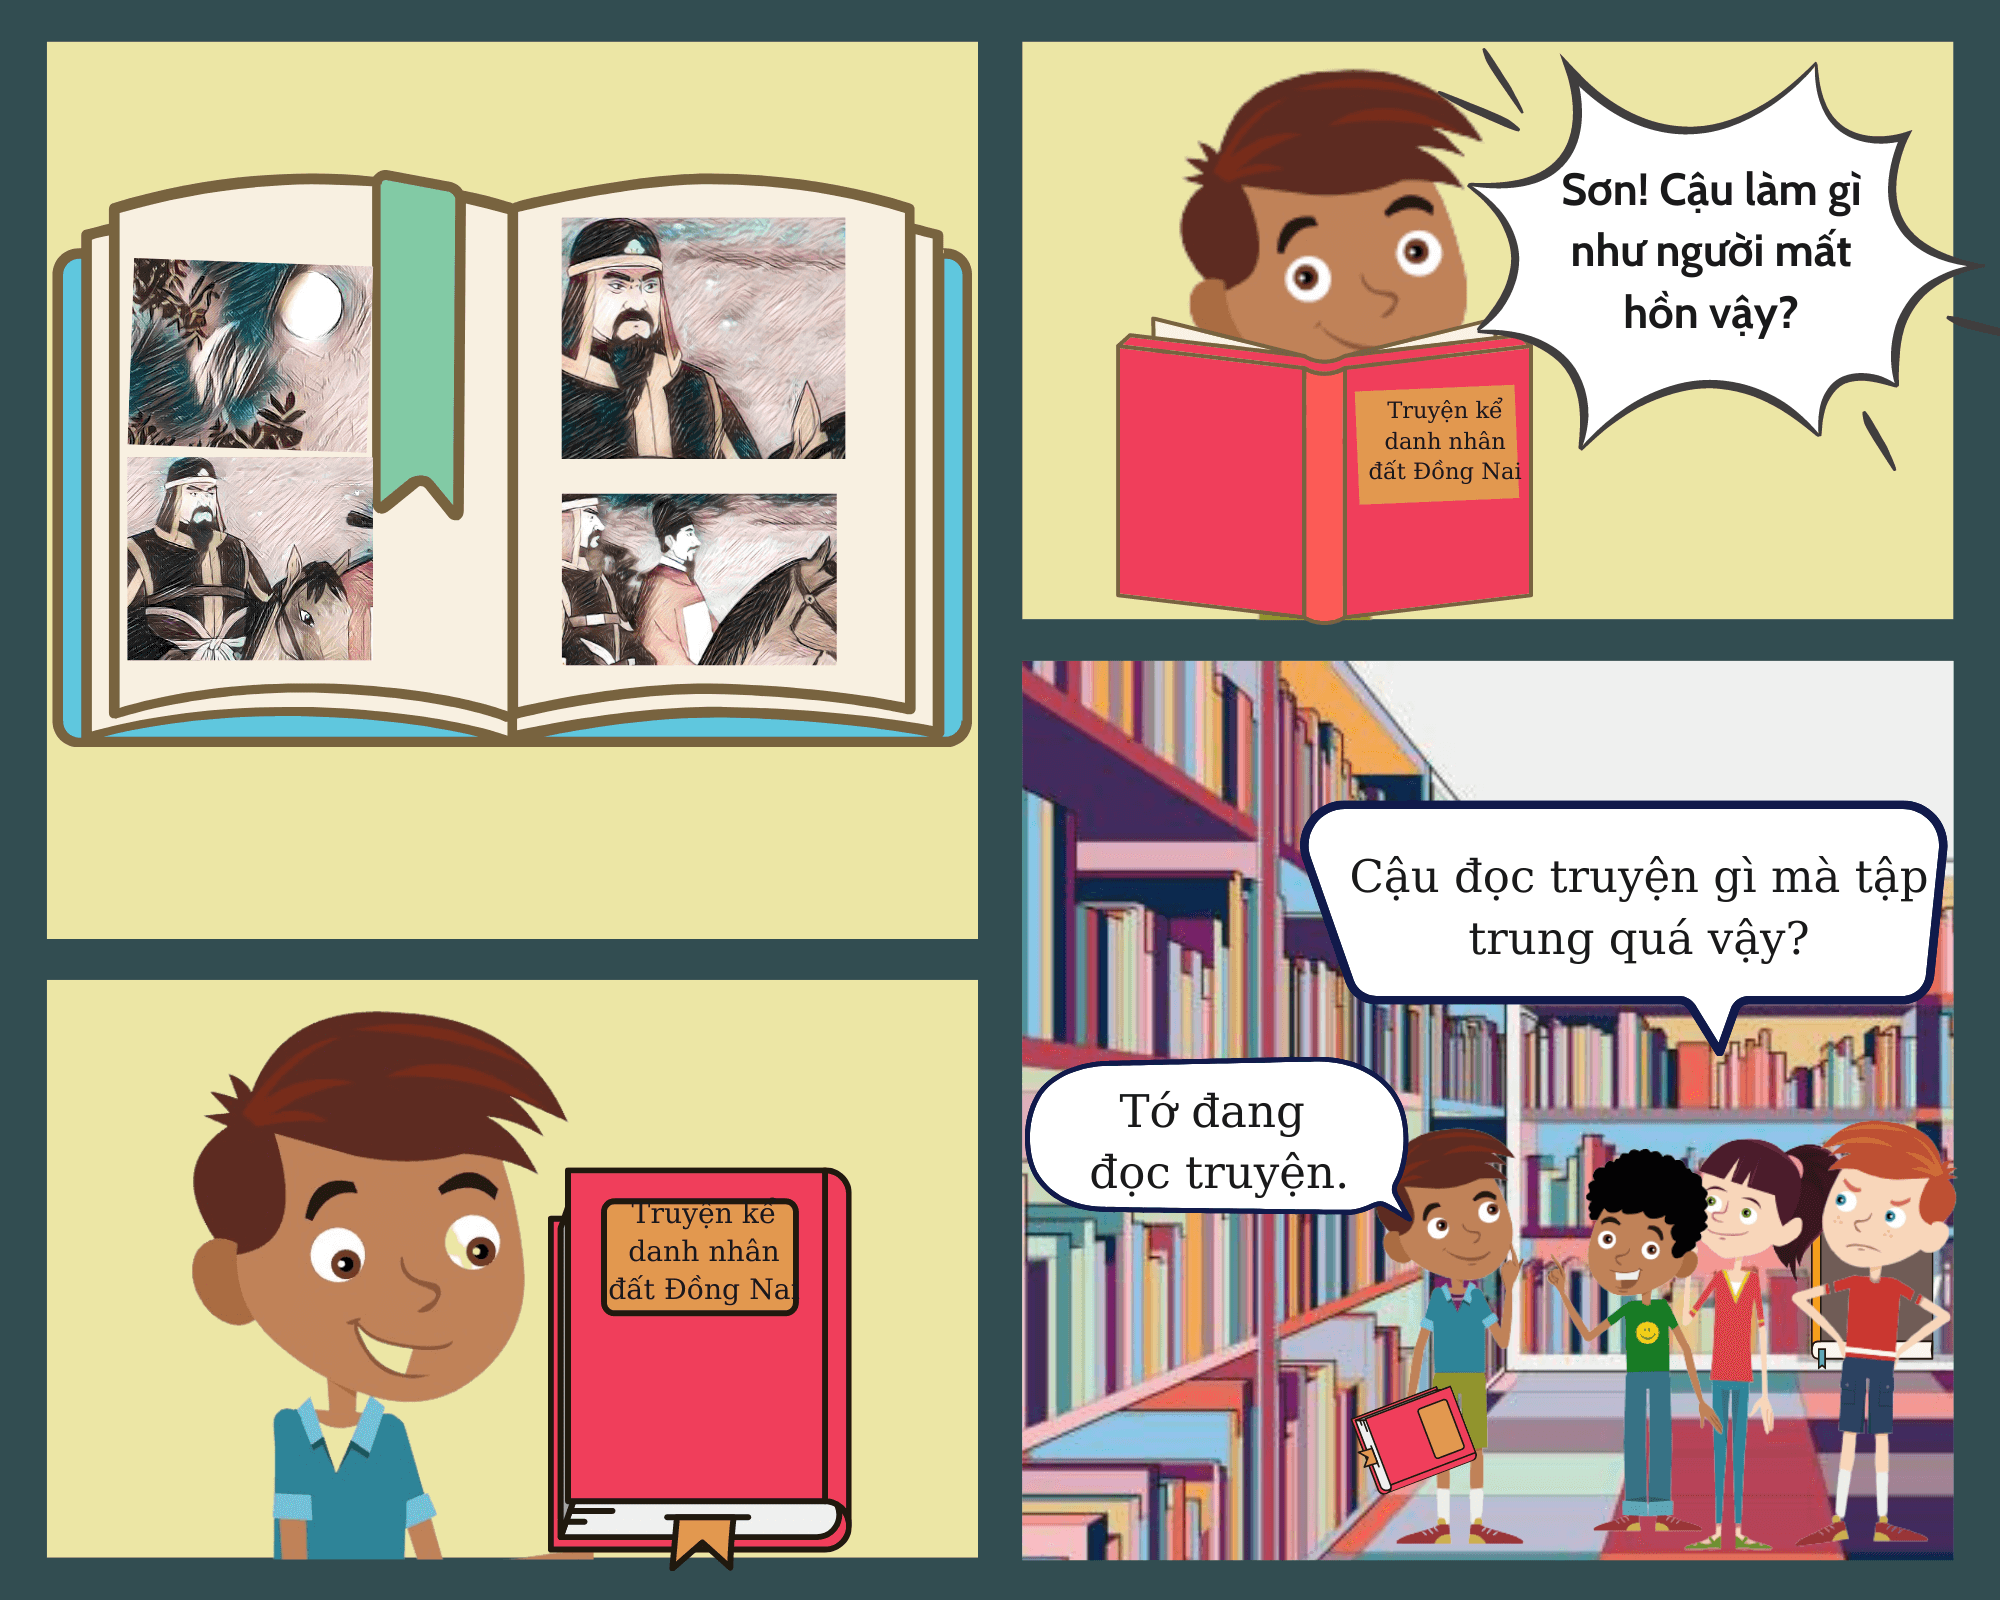 Sơn! Cậu làm gì
như người mất
hồn vậy?
Truyện kể
danh nhân
đất Đồng Nai
Truyện kể
danh nhân
đất Đồng Nai
Cậu đọc truyện gì mà tập
trung quá vậy?
Tớ đang
đọc truyện.